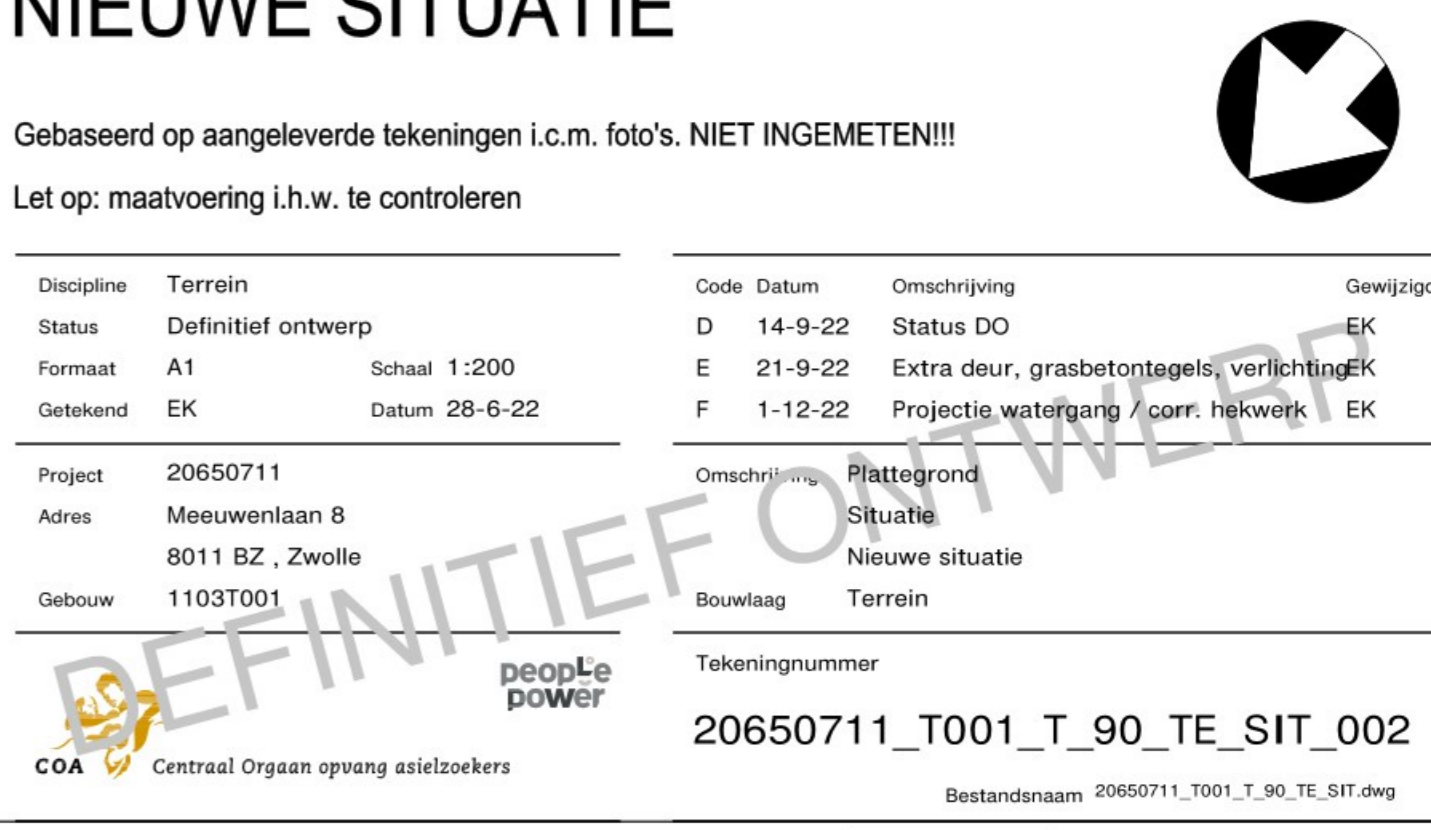 NIEUWE SITUATIE
Gebaseerd op aangeleverde tekeningen i.c.m. foto's. NIET INGEMETEN!!!
Let op: maatvoering i.h.w. te controleren
Discipline Terrein
Status Definitief ontwerp
Formaat A1 Schaal 1:200
Getekend EK Datum 28-6-22
Project 20650711
Adres Meeuwenlaan 8
8011 BZ , Zwolle
Gebouw 1103T001
Code Datum Omschrijving Gewijzigd
D 14-9-22 Status DO EK
E 21-9-22 Extra deur, grasbetontegels, verlichting EK
F 1-12-22 Projectie watergang / corr. hekwerk EK
Omschrijving Plattegrond
Situatie
Nieuwe situatie
Bouwlaag Terrein
DEFINITIEF ONTWERP
people
power
COA Centraal Orgaan opvang asielzoekers
Tekeningnummer
20650711_T001_T_90_TE_SIT_002
Bestandsnaam 20650711_T001_T_90_TE_SIT.dwg